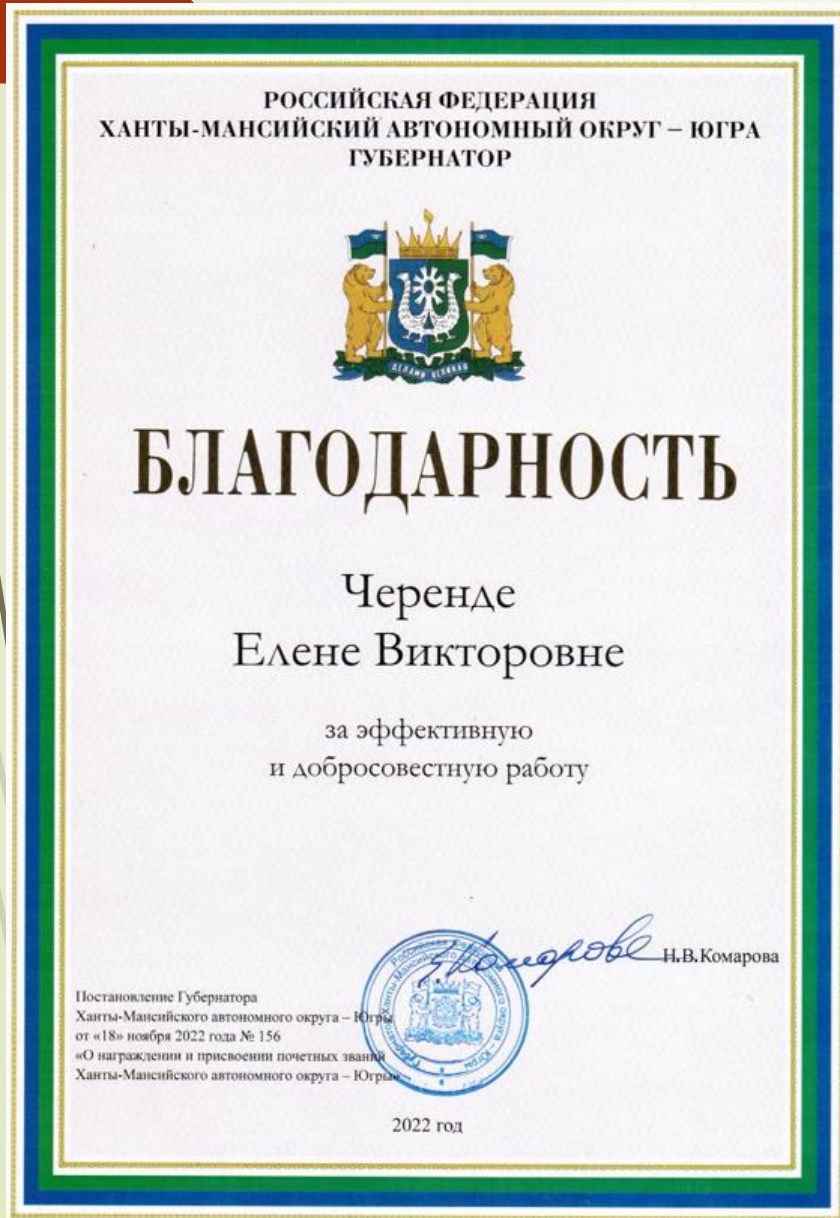 РОССИЙСКАЯ ФЕДЕРАЦИЯ
ХАНТЫ-МАНСИЙСКИЙ АВТОНОМНЫЙ ОКРУГ – ЮГРА
ГУБЕРНАТОР
ДЕЛАМИ ВЕЛИКАЯ
БЛАГОДАРНОСТЬ
Черенде
Елене Викторовне
за эффективную
и добросовестную работу
Н.В.Комарова
Постановление Губернатора
Ханты-Мансийского автономного округа – Югры
от «18» ноября 2022 года № 156
«О награждении и присвоении почетных званий
Ханты-Мансийского автономного округа – Югры»
2022 год